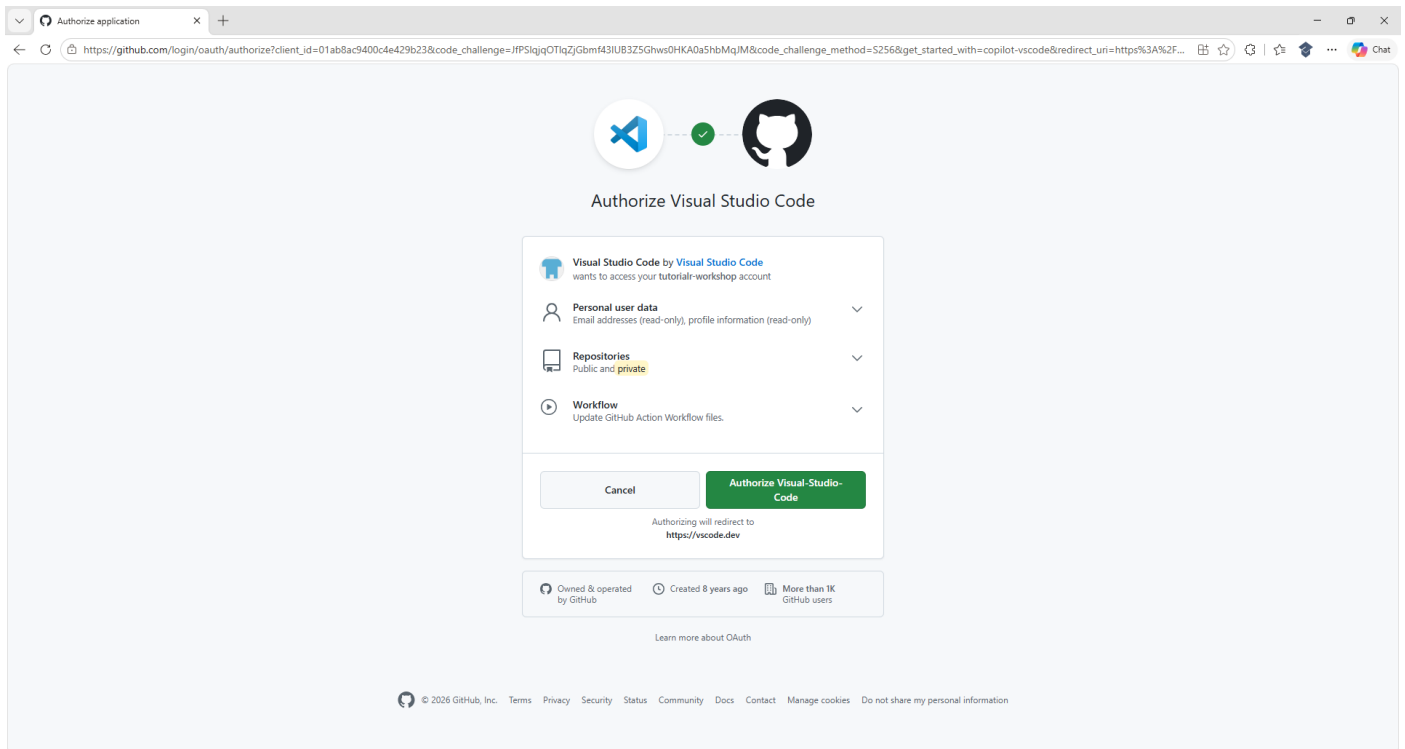 Authorize application
https://github.com/login/oauth/authorize?client_id=01ab8ac9400c4e429b23&code_challenge=JfPSlqjqOTlqZjGbmf43IUB3Z5Ghws0HKA0a5hbMqJM&code_challenge_method=S256&get_started_with=copilot-vscode&redirect_uri=https%3A%2F...
Chat
Authorize Visual Studio Code
Visual Studio Code by Visual Studio Code
wants to access your tutorialr-workshop account
Personal user data
Email addresses (read-only), profile information (read-only)
Repositories
Public and private
Workflow
Update GitHub Action Workflow files.
Cancel
Authorize Visual-Studio-
Code
Authorizing will redirect to
https://vscode.dev
Owned & operated
by GitHub
Created 8 years ago
More than 1K
GitHub users
Learn more about OAuth
© 2026 GitHub, Inc. Terms Privacy Security Status Community Docs Contact Manage cookies Do not share my personal information